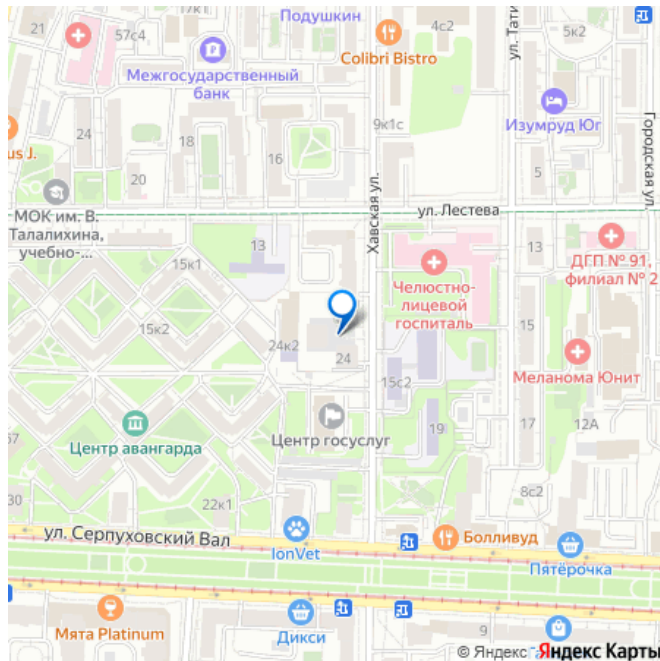 Подушкин
57с4
21
Межгосударственный
банк
Colibri Bistro
4с2
ул. Тати
5к2
Изумруд Юг
Городская ул.
9к1с
24
18
16
us J.
20
5
МОК им. В.
Талалихина,
учебно-...
ул. Лестева
Хавская ул.
13
15к1
13
ДГП № 91,
филиал № 2
Челюстно-
лицевой
госпиталь
15к2
24к2
24
15
15с2
Меланома Юнит
Центр госуслуг
19
17
12А
Центр авангарда
57
30
22к1
8с2
ул. Серпуховский Вал
IonVet
Болливуд
Пятёрочка
Мята Platinum
Дикси
9
© Яндекс
Яндекс Карты